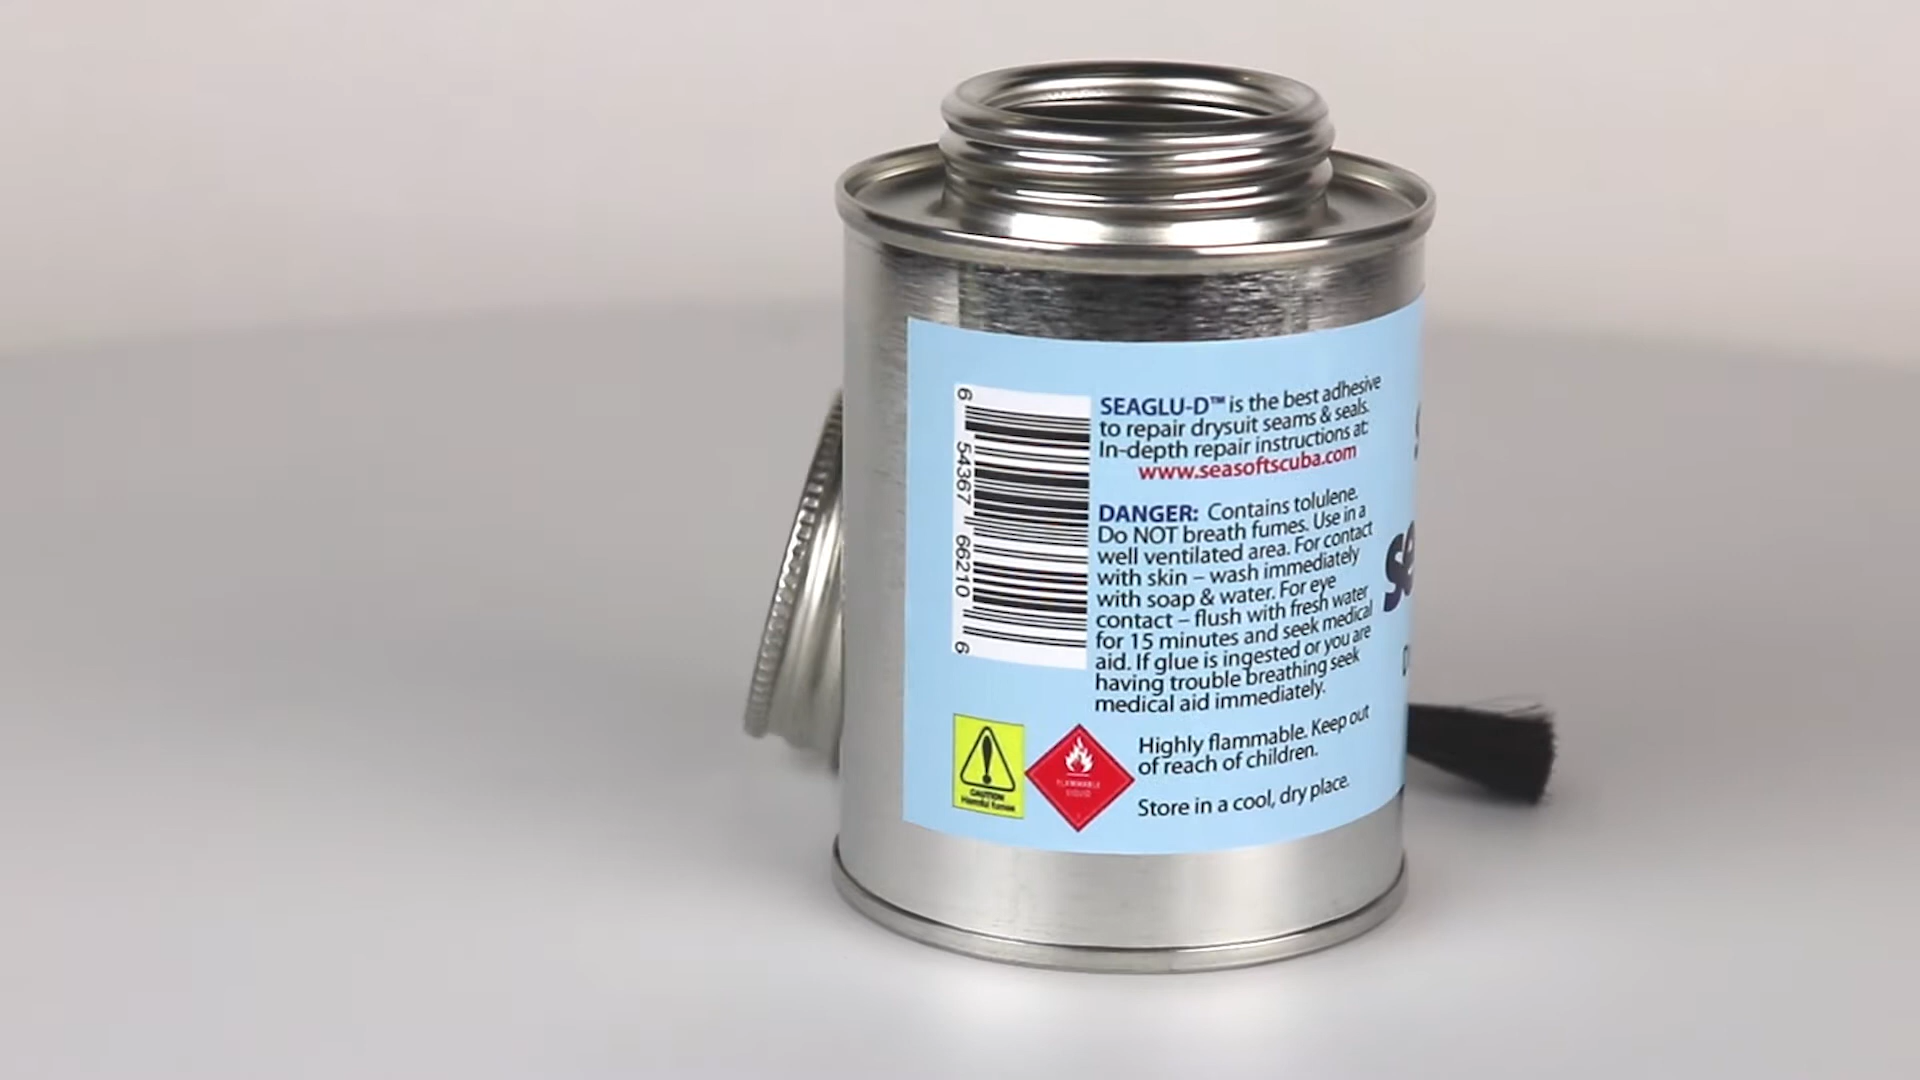 6 54367 66210 6
SEAGLU-D™ is the best adhesive
to repair drysuit seams & seals.
In-depth repair instructions at:
www.seasoftscuba.com
DANGER: Contains tolulene.
Do NOT breath fumes. Use in a
well ventilated area. For contact
with skin – wash immediately
with soap & water. For eye
contact – flush with fresh water
for 15 minutes and seek medical
aid. If glue is ingested or you are
having trouble breathing seek
medical aid immediately.
CAUTION
Harmful fumes
FLAMMABLE
LIQUID
Highly flammable. Keep out
of reach of children.
Store in a cool, dry place.